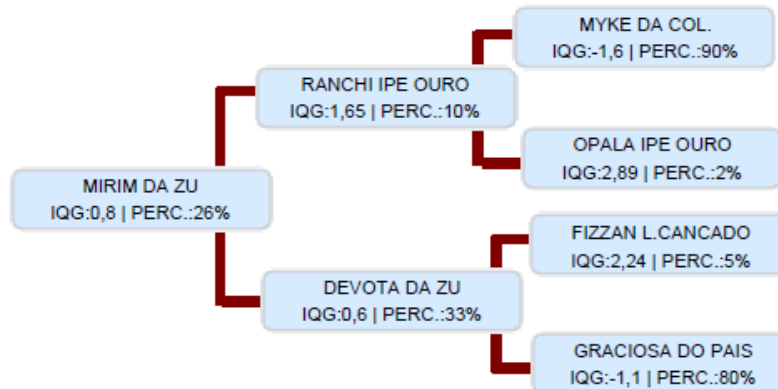 MYKE DA COL.
IQG:-1,6 | PERC.:90%
RANCHI IPE OURO
IQG:1,65 | PERC.:10%
OPALA IPE OURO
IQG:2,89 | PERC.:2%
MIRIM DA ZU
IQG:0,8 | PERC.:26%
FIZZAN L.CANCADO
IQG:2,24 | PERC.:5%
DEVOTA DA ZU
IQG:0,6 | PERC.:33%
GRACIOSA DO PAIS
IQG:-1,1 | PERC.:80%